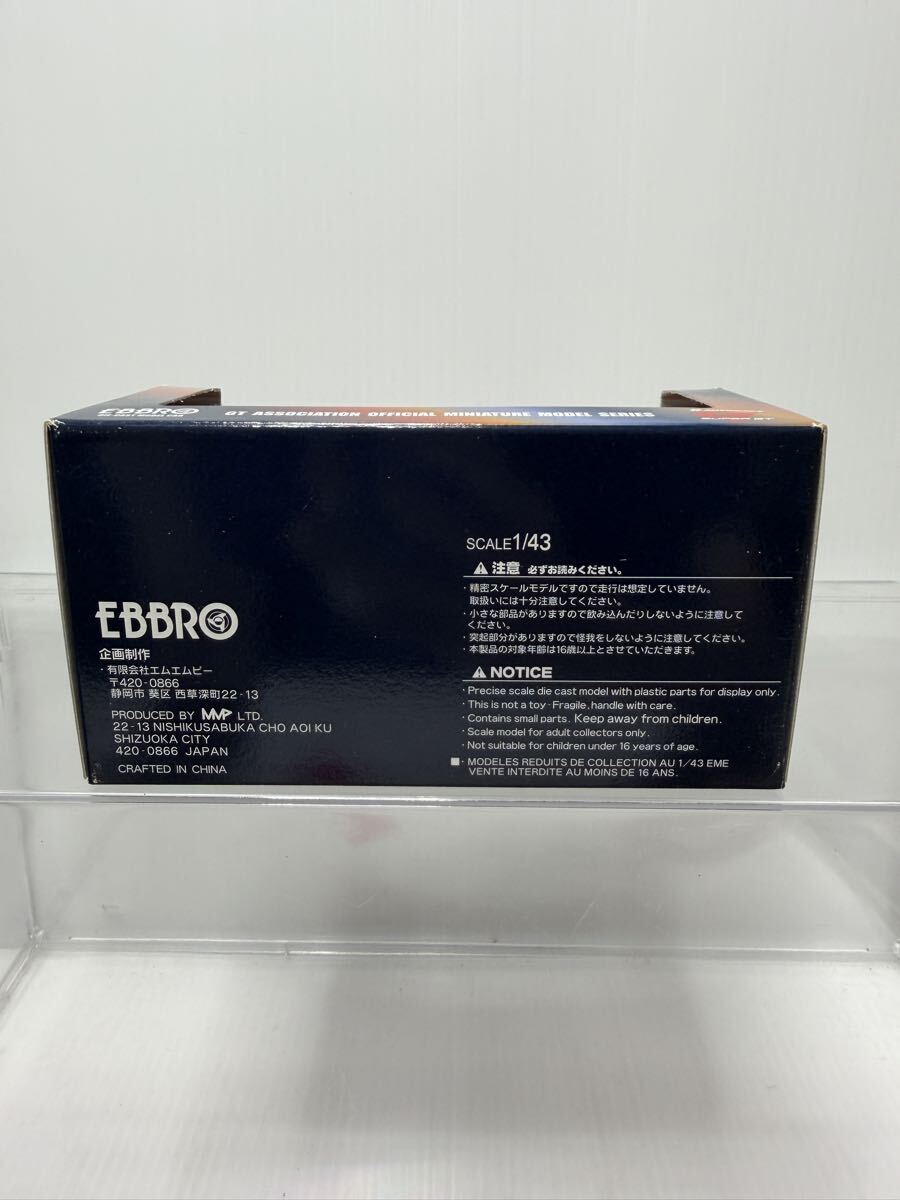 EBBRO
DIE-CAST MODEL CAR
GT ASSOCIATION OFFICIAL MINIATURE MODEL SERIES
SCALE1/43
注意 必ずお読みください。
・精密スケールモデルですので走行は想定していません。
取扱いには十分注意してください。
・小さな部品がありますので飲み込んだりしないように注意して
ください。
・突起部分がありますので怪我をしないように注意してください。
・本製品の対象年齢は16歳以上とさせていただきます。
NOTICE
・Precise scale die cast model with plastic parts for display only.
・This is not a toy・Fragile, handle with care.
・Contains small parts. Keep away from children.
・Scale model for adult collectors only.
・Not suitable for children under 16 years of age.
■・MODELES REDUITS DE COLLECTION AU 1/43 EME
VENTE INTERDITE AU MOINS DE 16 ANS.
EBBRO
企画制作
・有限会社エムエムピー
〒420-0866
静岡市 葵区 西草深町22-13
PRODUCED BY MMP LTD.
22-13 NISHIKUSABUKA CHO AOI KU
SHIZUOKA CITY
420-0866 JAPAN
CRAFTED IN CHINA